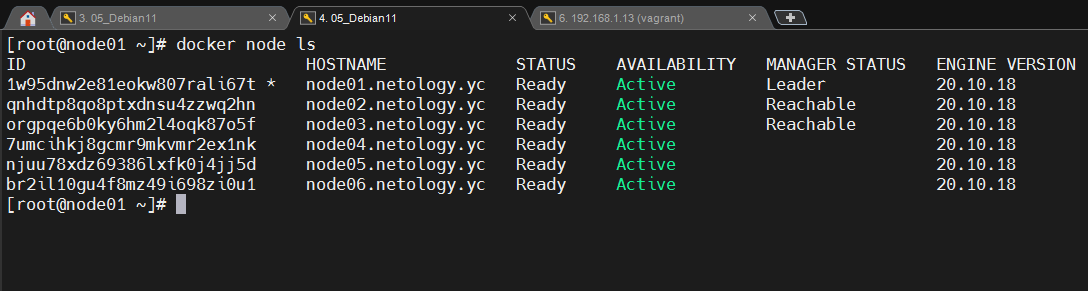 3. 05_Debian11 4. 05_Debian11 6. 192.168.1.13 (vagrant)
[root@node01 ~]# docker node ls
ID HOSTNAME STATUS AVAILABILITY MANAGER STATUS ENGINE VERSION
1w95dnw2e81eokw807rali67t * node01.netology.yc Ready Active Leader 20.10.18
qnhdtp8qo8ptxdnsu4zzwq2hn node02.netology.yc Ready Active Reachable 20.10.18
orgpqe6b0ky6hm2l4oqk87o5f node03.netology.yc Ready Active Reachable 20.10.18
7umcihkj8gcmr9mkvmr2ex1nk node04.netology.yc Ready Active 20.10.18
njuu78xdz69386lxfk0j4jj5d node05.netology.yc Ready Active 20.10.18
br2il10gu4f8mz49i698zi0u1 node06.netology.yc Ready Active 20.10.18
[root@node01 ~]#